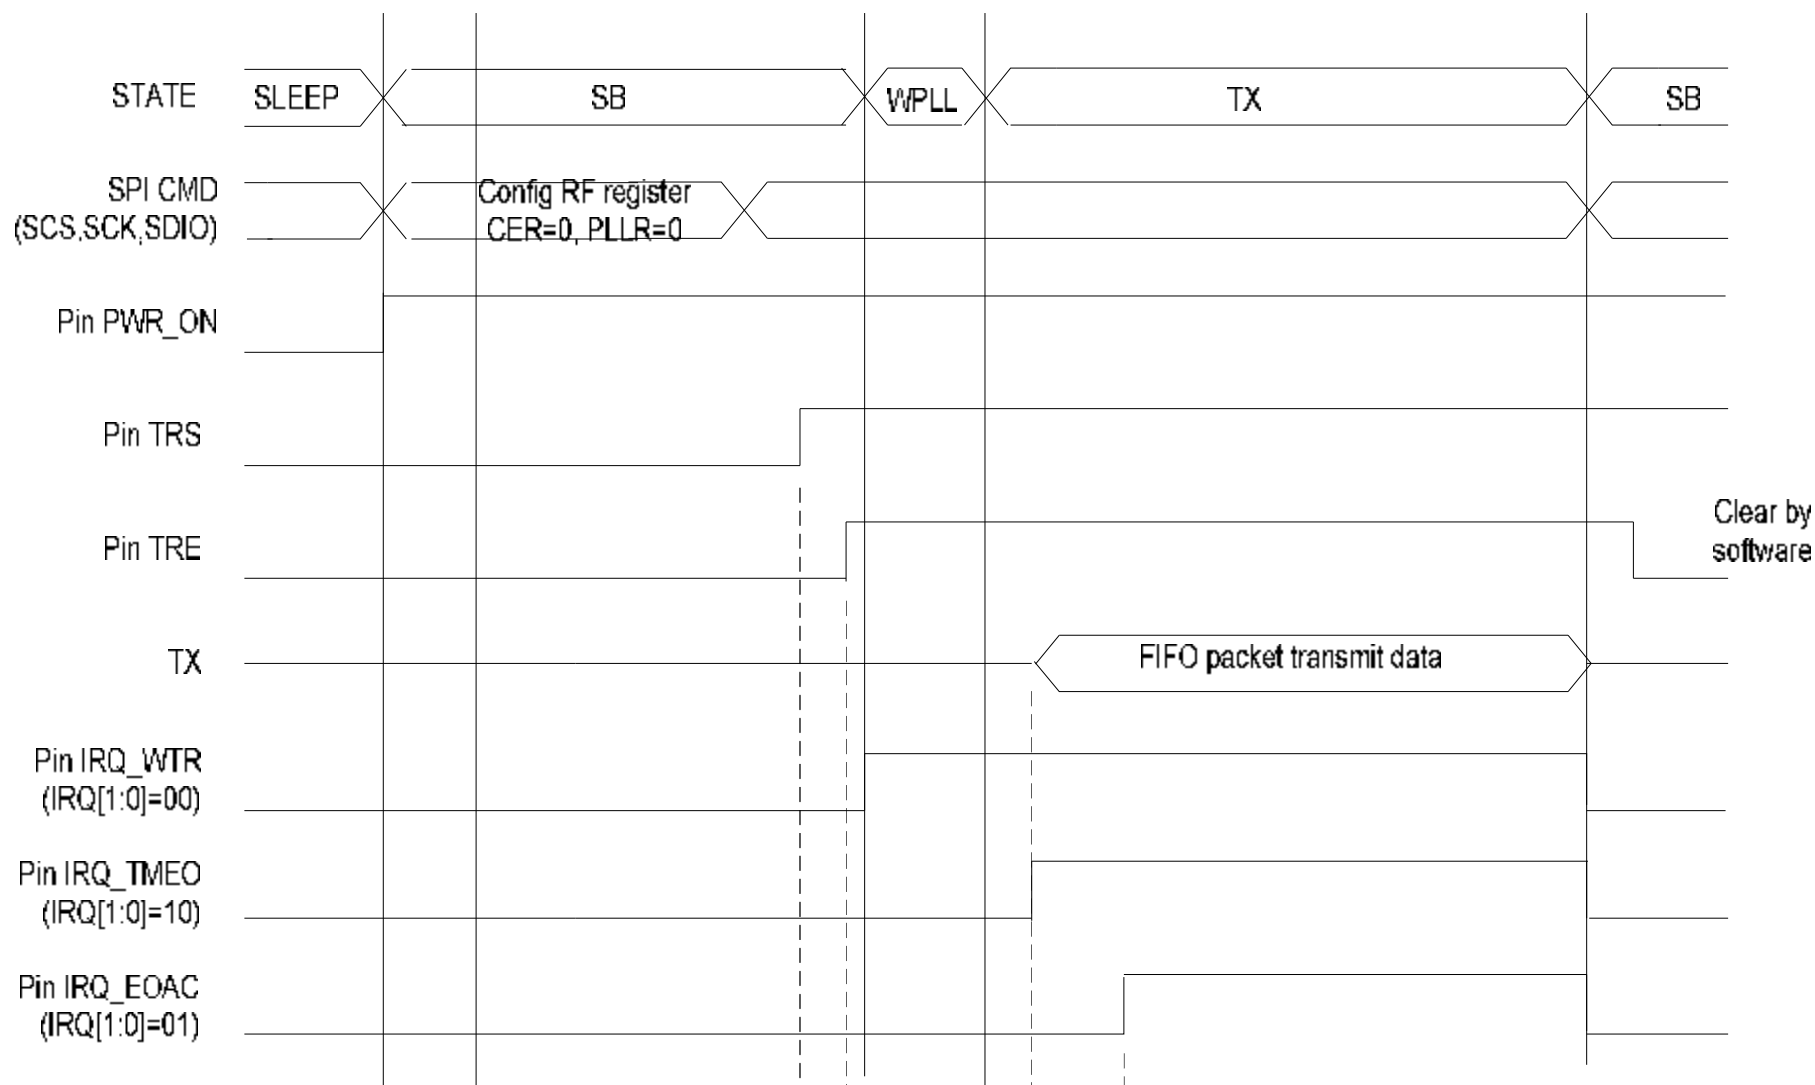 STATE SLEEP SB WPLL TX SB
SPI CMD
(SCS,SCK,SDIO)
Config RF register
CER=0, PLLR=0
Pin PWR_ON
Pin TRS
Pin TRE
Clear by
software
TX FIFO packet transmit data
Pin IRQ_WTR
(IRQ[1:0]=00)
Pin IRQ_TMEO
(IRQ[1:0]=10)
Pin IRQ_EOAC
(IRQ[1:0]=01)